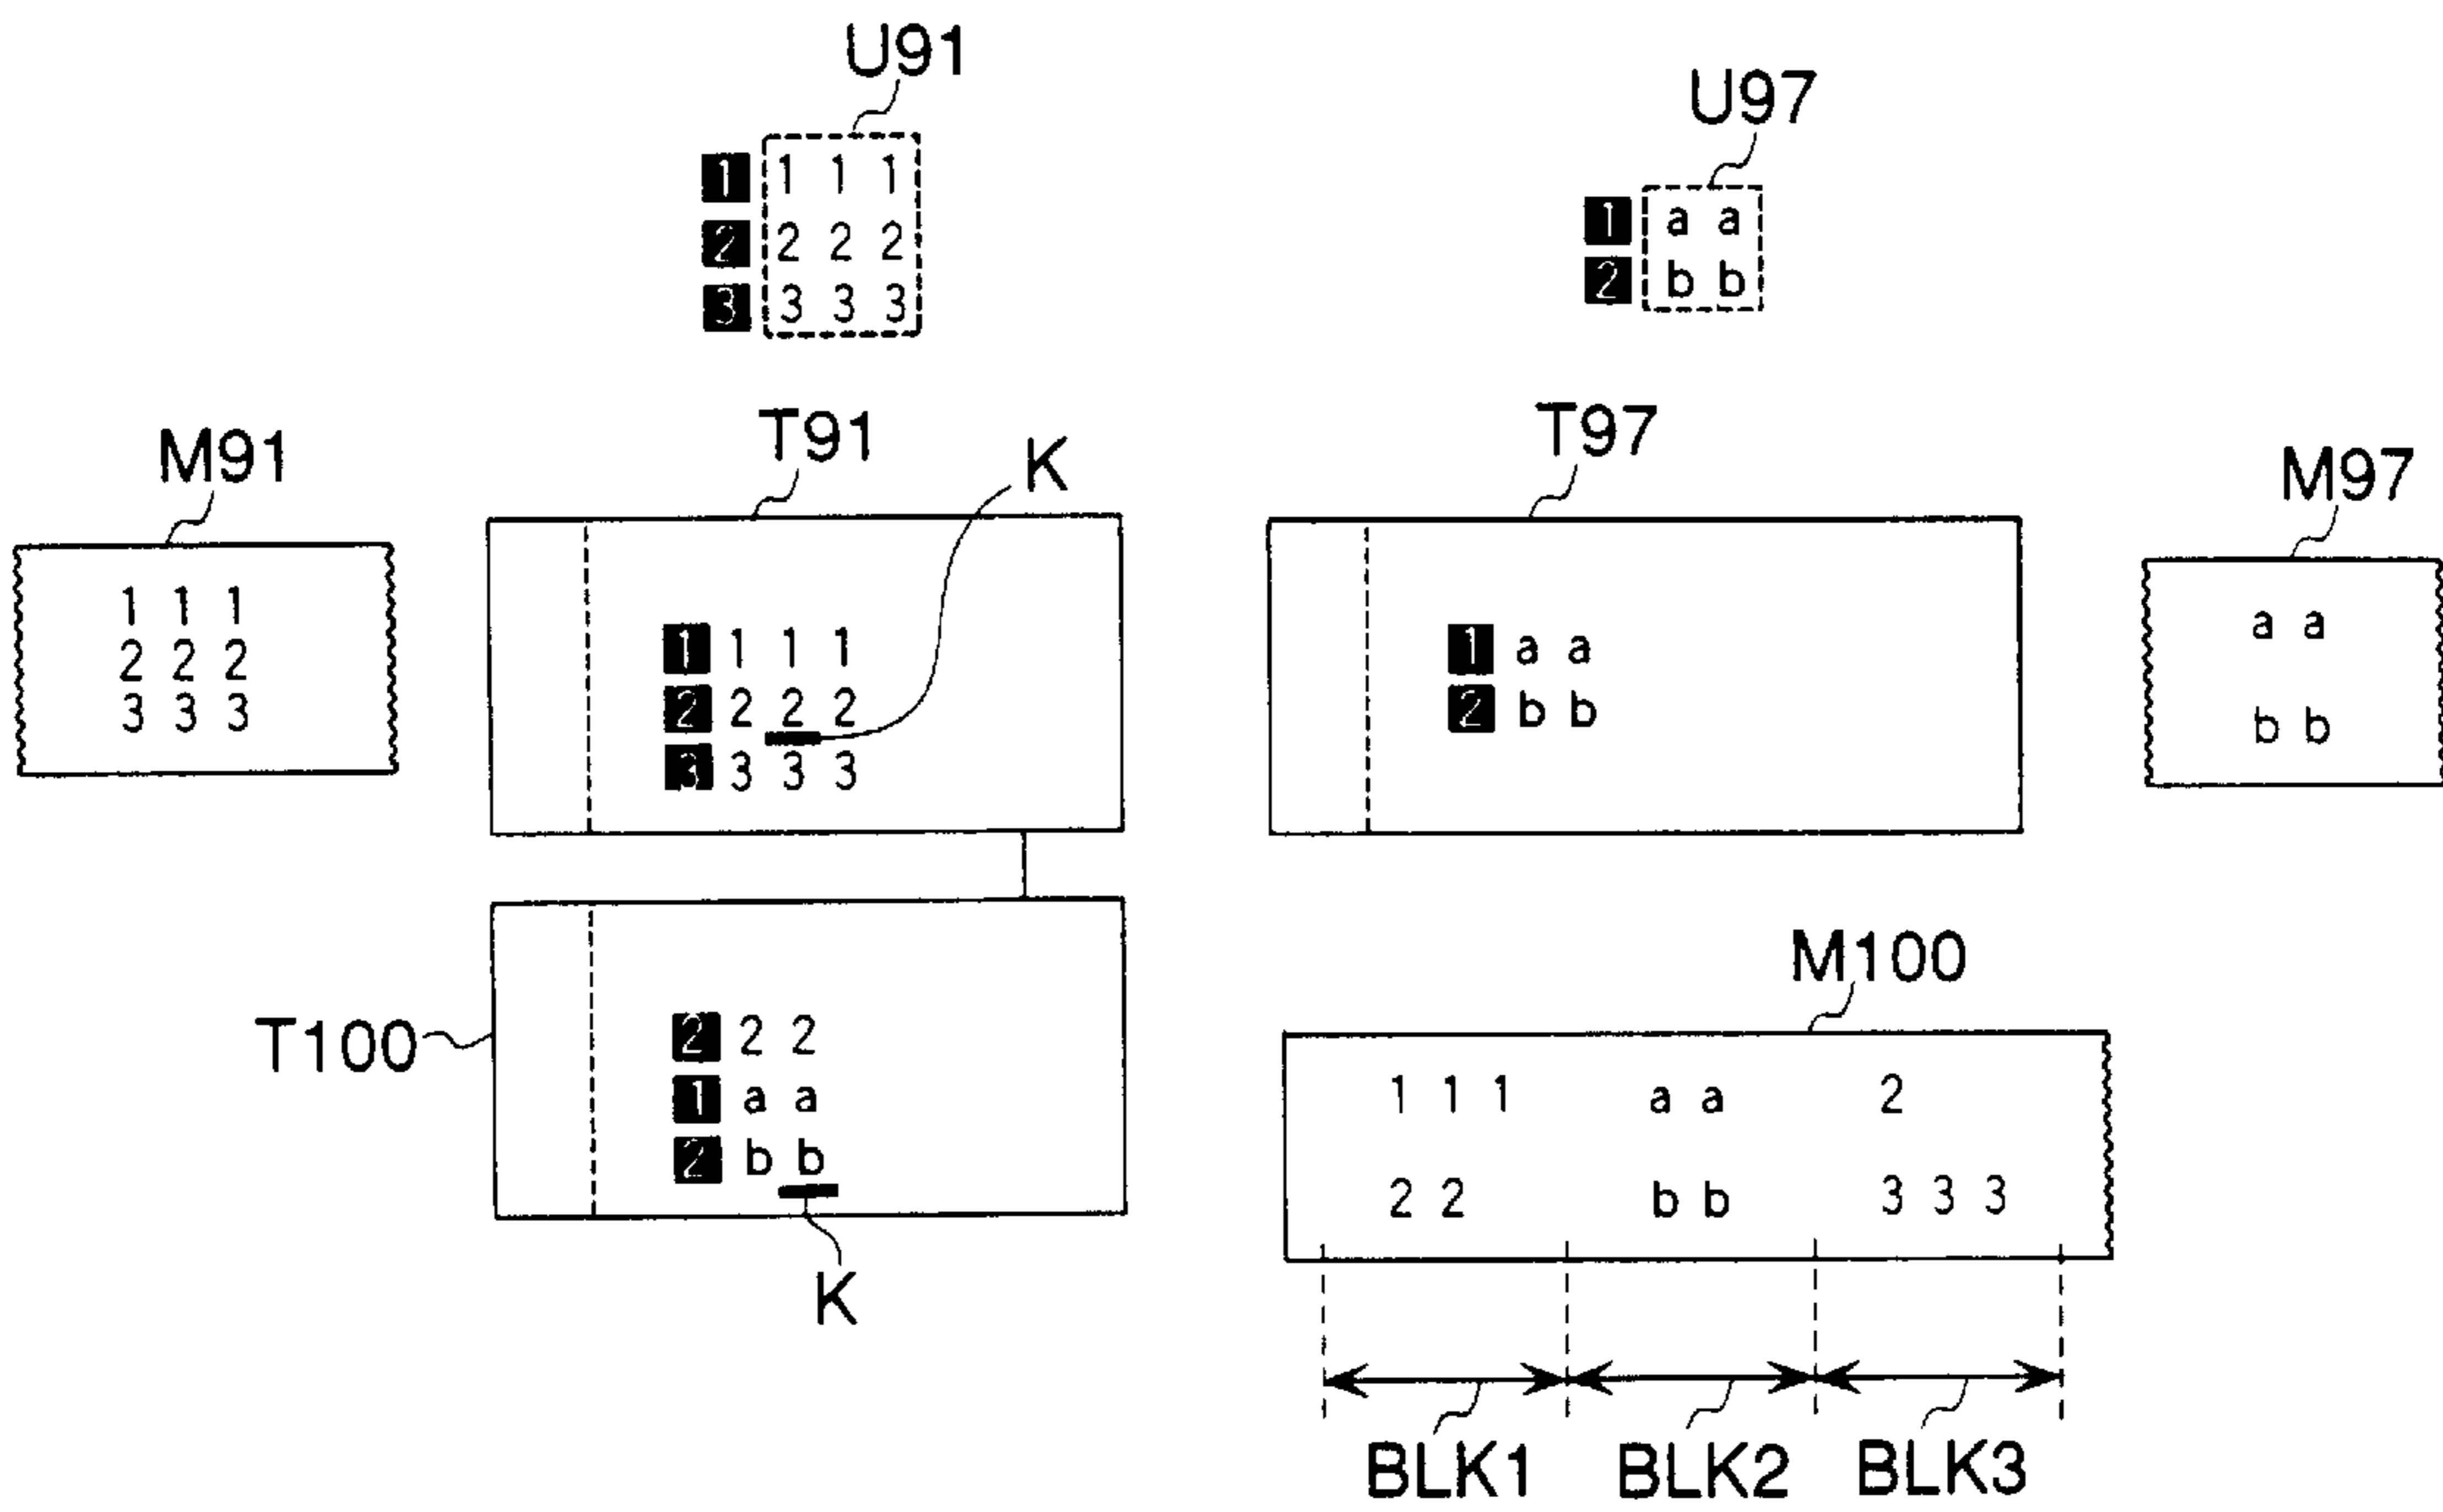 U91
1 1 1 1
2 2 2 2
3 3 3 3
U97
1 a a
2 b b
M91
1 1 1
2 2 2
3 3 3
T91
K
1 1 1 1
2 2 2 2
3 3 3 3
T97
1 a a
2 b b
M97
a a
b b
T100
2 2 2
1 a a
2 b b
K
M100
1 1 1 a a 2
2 2 b b 3 3 3
BLK1 BLK2 BLK3